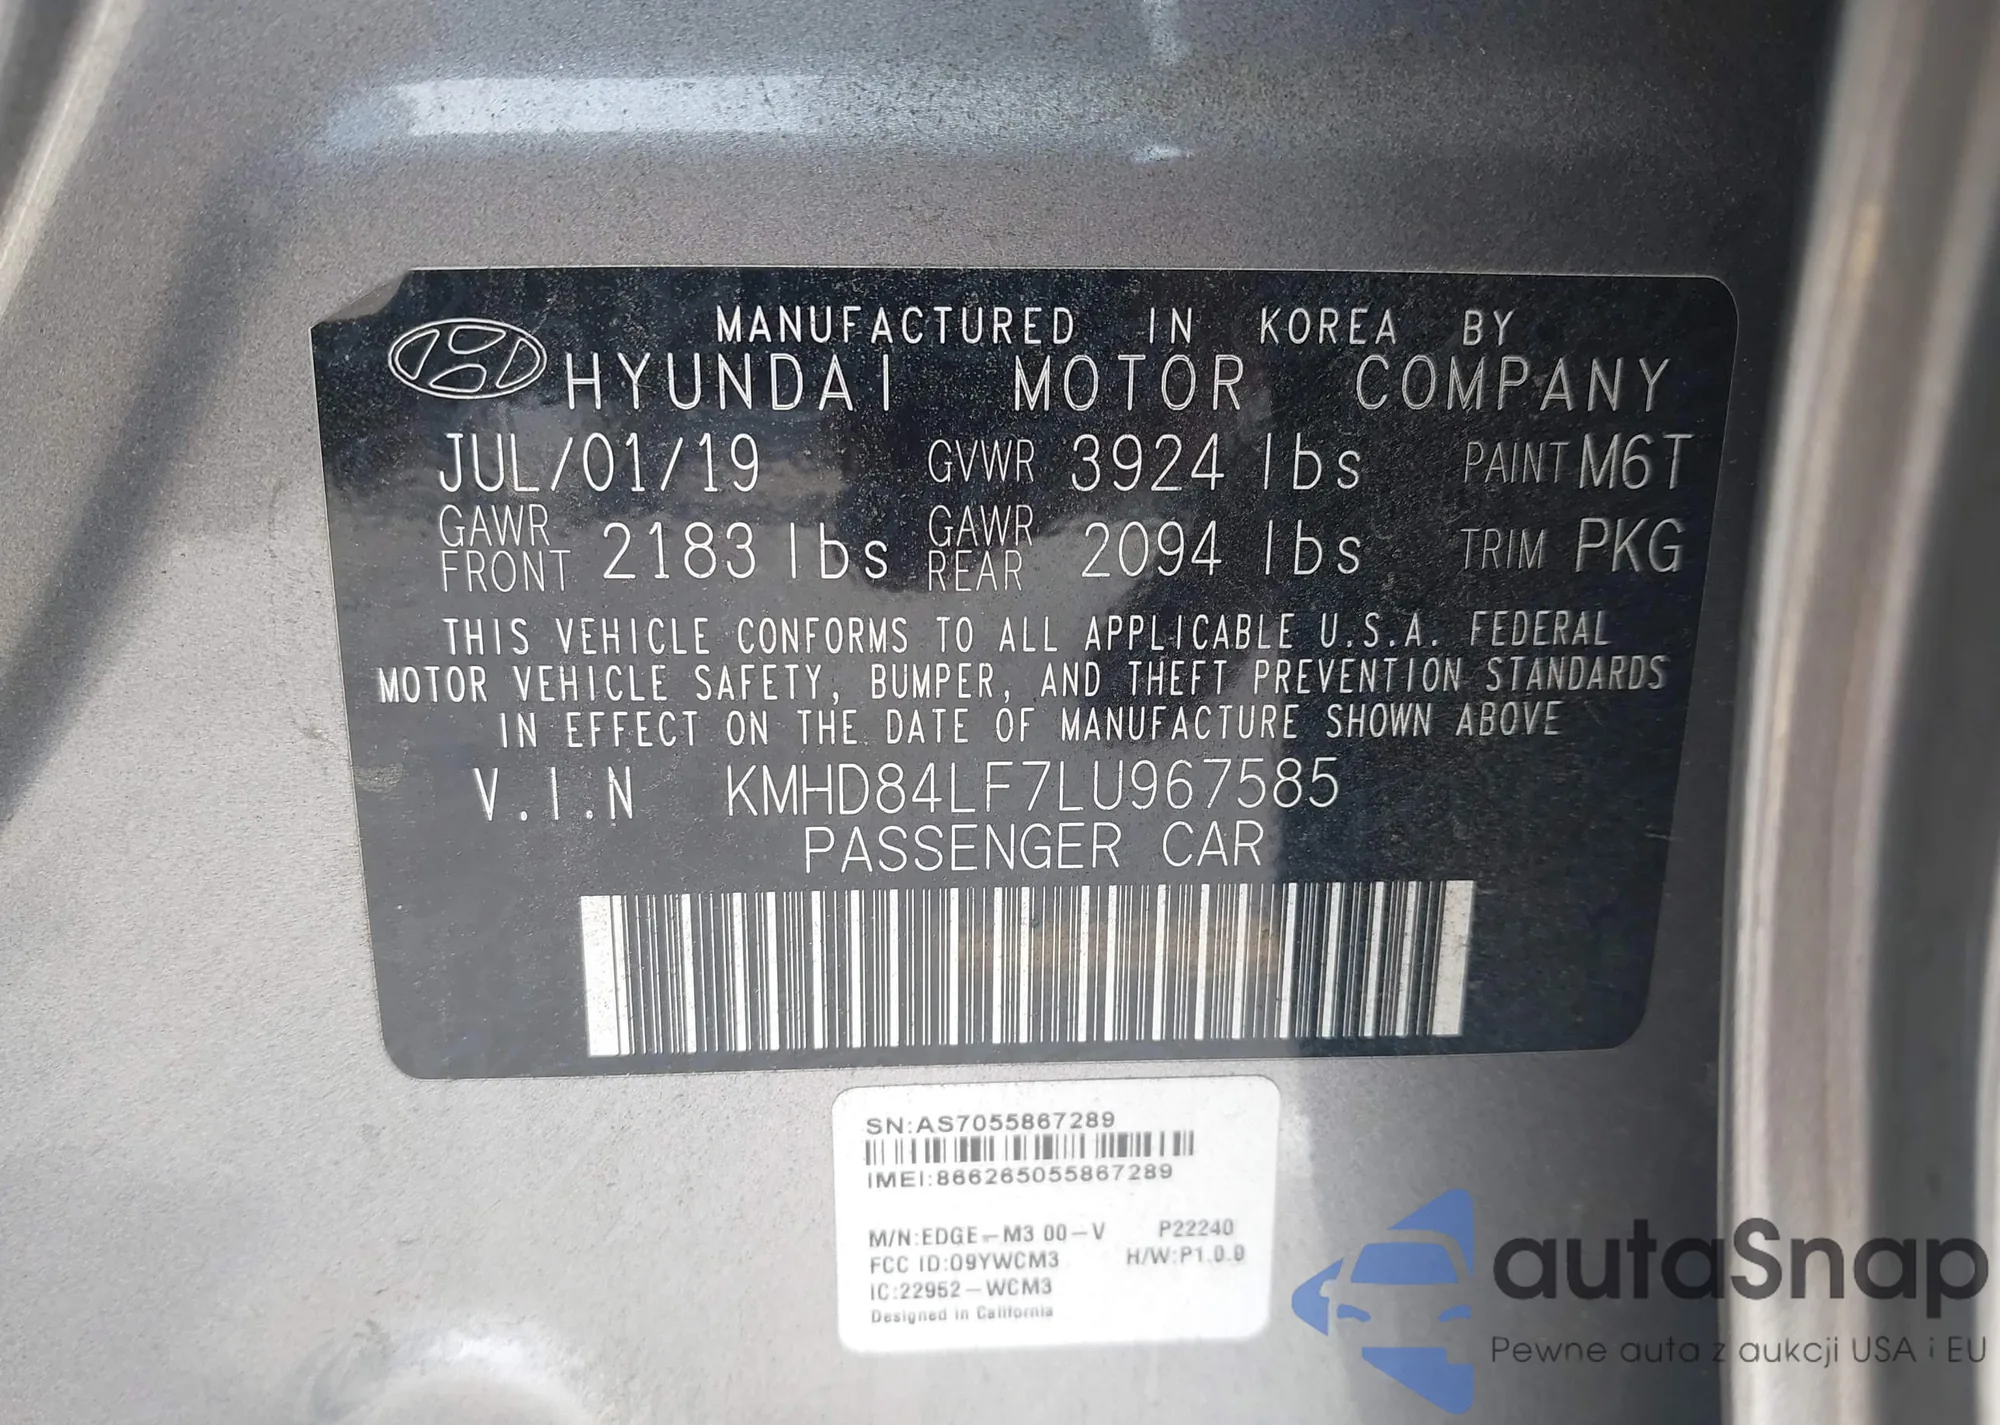 MANUFACTURED IN KOREA BY
HYUNDAI MOTOR COMPANY
JUL/01/19 GVWR 3924 lbs PAINT M6T
GAWR FRONT 2183 lbs GAWR REAR 2094 lbs TRIM PKG
THIS VEHICLE CONFORMS TO ALL APPLICABLE U.S.A. FEDERAL
MOTOR VEHICLE SAFETY, BUMPER, AND THEFT PREVENTION STANDARDS
IN EFFECT ON THE DATE OF MANUFACTURE SHOWN ABOVE
V.I.N KMHD84LF7LU967585
PASSENGER CAR
SN:AS7055867289
IMEI:866265055867289
M/N:EDGE-M3 00-V P22240
FCC ID:O9YWCM3 H/W:P1.0.0
IC:22952-WCM3
Designed in California
autaSnap
Pewne auta z aukcji USA i EU